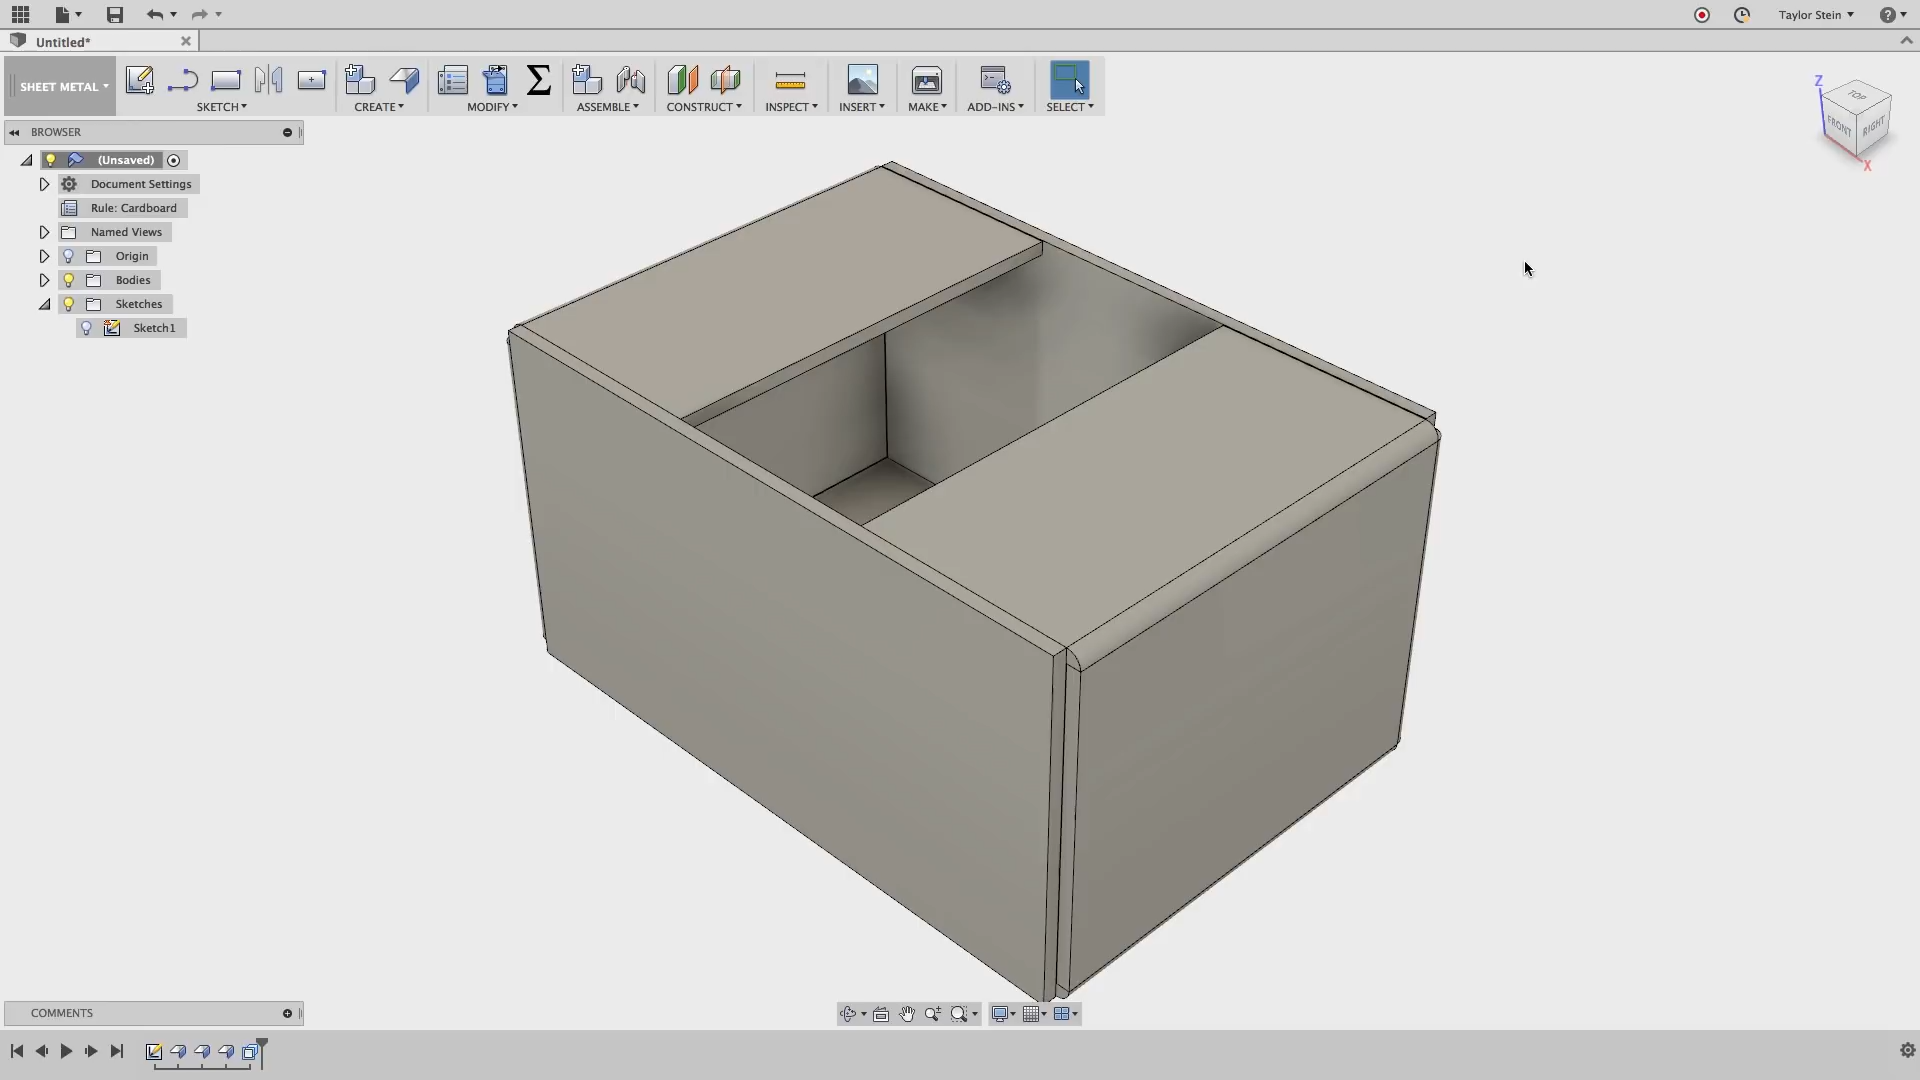 Taylor Stein
Untitled*
SHEET METAL
SKETCH
CREATE
MODIFY
ASSEMBLE
CONSTRUCT
INSPECT
INSERT
MAKE
ADD-INS
SELECT
BROWSER
(Unsaved)
Document Settings
Rule: Cardboard
Named Views
Origin
Bodies
Sketches
Sketch1
Z
TOP
FRONT
RIGHT
X
COMMENTS